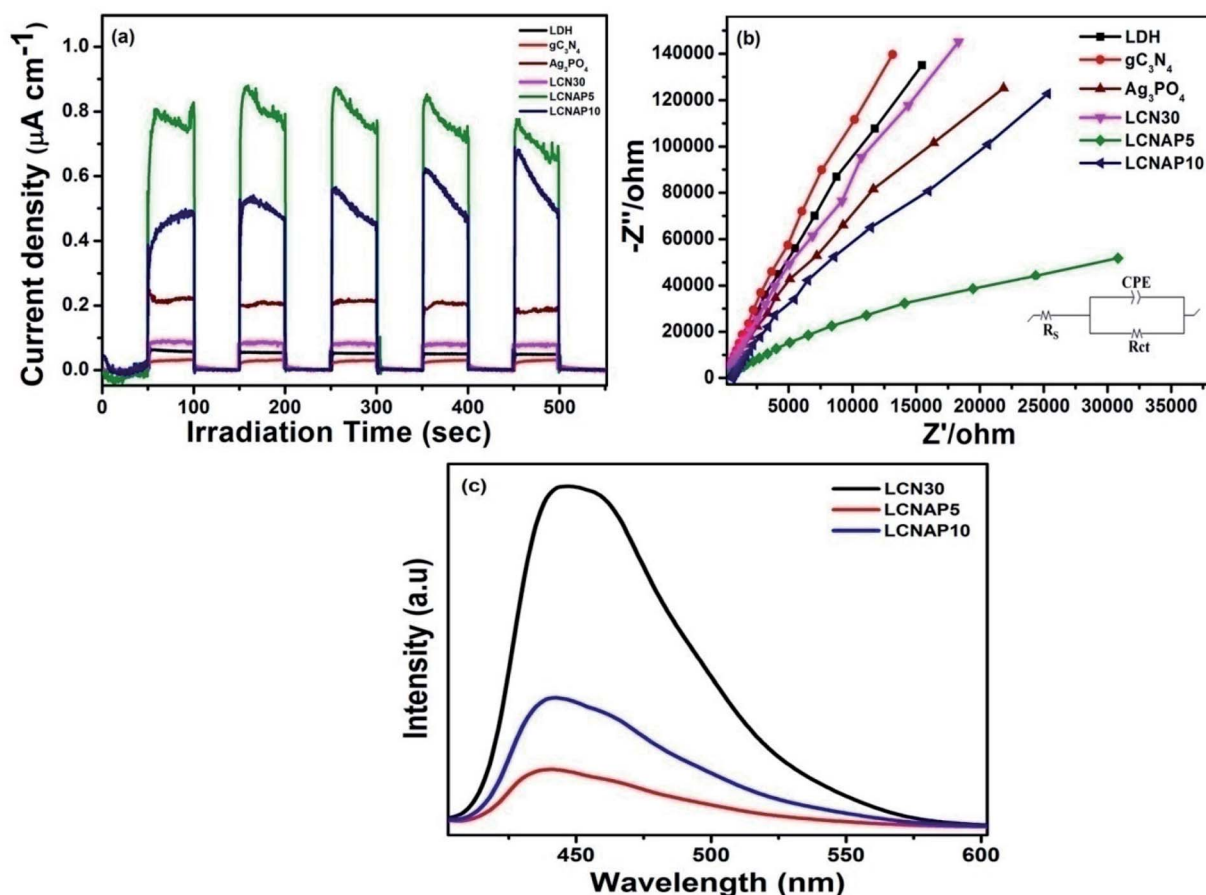 (a)
LDH
gC₃N₄
Ag₃PO₄
LCN30
LCNAP5
LCNAP10
1.0
0.8
0.6
0.4
0.2
0.0
Current density (μA cm⁻¹)
0 100 200 300 400 500
Irradiation Time (sec)
(b)
LDH
gC₃N₄
Ag₃PO₄
LCN30
LCNAP5
LCNAP10
-140000
-120000
-100000
80000
60000
40000
20000
0
-Z''/ohm
CPE
Rs
Rct
5000 10000 15000 20000 25000 30000 35000
Z'/ohm
(c)
LCN30
LCNAP5
LCNAP10
Intensity (a.u)
450 500 550 600
Wavelength (nm)